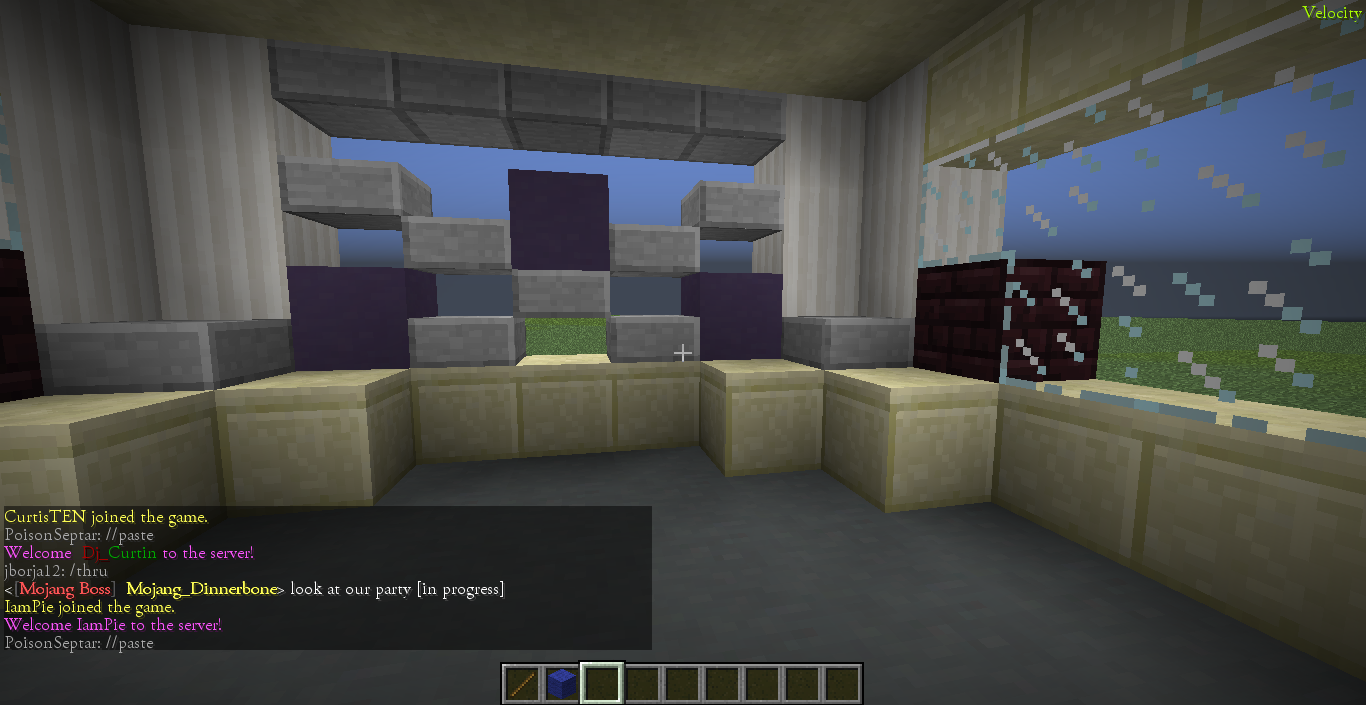 Velocity
CurtisTEN joined the game.
PoisonSeptar: //paste
Welcome Dj_Curtin to the server!
jborja12: /thru
<[Mojang Boss] Mojang_Dinnerbone> look at our party [in progress]
IamPie joined the game.
Welcome IamPie to the server!
PoisonSeptar: //paste